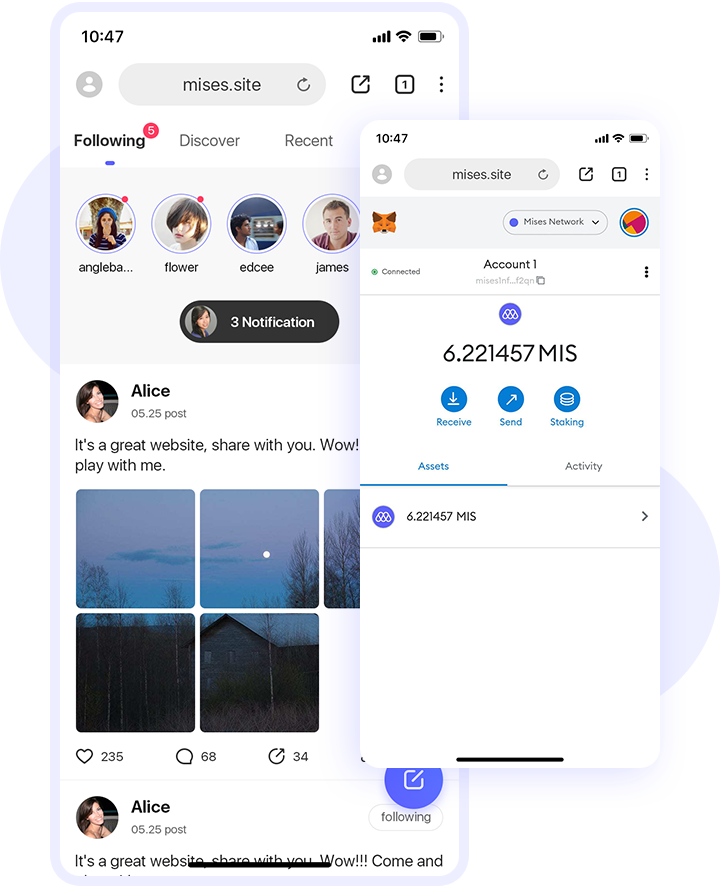 10:47
mises.site
1
Following
5
Discover
Recent
angleba...
flower
edcee
james
3 Notification
Alice
05.25 post
It's a great website, share with you. Wow!!
play with me.
235
68
34
Alice
05.25 post
following
It's a great website, share with you. Wow!!! Come and
10:47
mises.site
1
Mises Network
Connected
Account 1
mises1nf...f2qn
6.221457 MIS
Receive
Send
Staking
Assets
Activity
6.221457 MIS